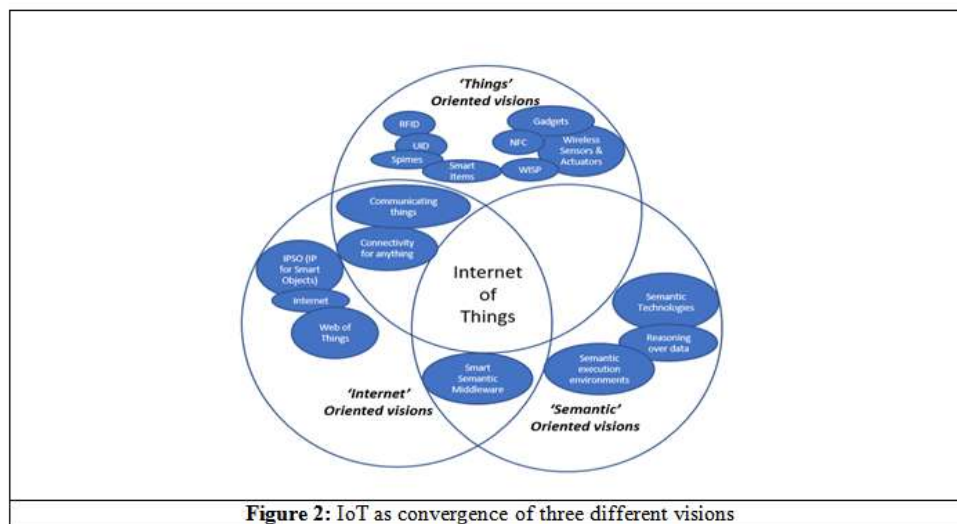 ‘Things’
Oriented visions
RFID
UID
Spimes
Smart
Items
Gadgets
NFC
Wireless
Sensors &
Actuators
WISP
Communicating
things
Connectivity
for anything
IPSO (IP
for Smart
Objects)
Internet
Web of
Things
Internet
of
Things
Semantic
Technologies
Reasoning
over data
Semantic
execution
environments
Smart
Semantic
Middleware
‘Internet’
Oriented visions
‘Semantic’
Oriented visions
Figure 2: IoT as convergence of three different visions